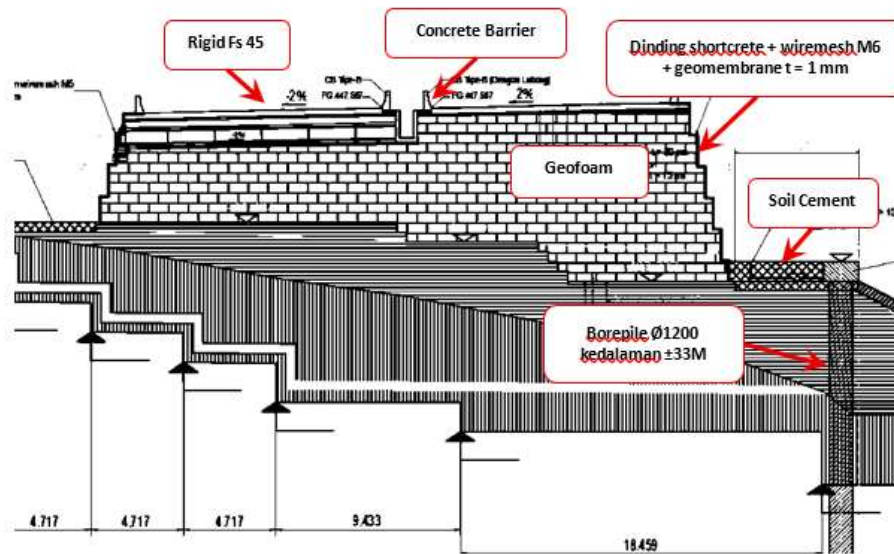 Rigid Fs 45
Concrete Barrier
Dinding shortcrete + wiremesh M6
+ geomembrane t = 1 mm
-2%
2%
Geofoam
Soil Cement
Borepile Ø1200
kedalaman ±33M
4.717
4.717
4.717
9.433
18.459